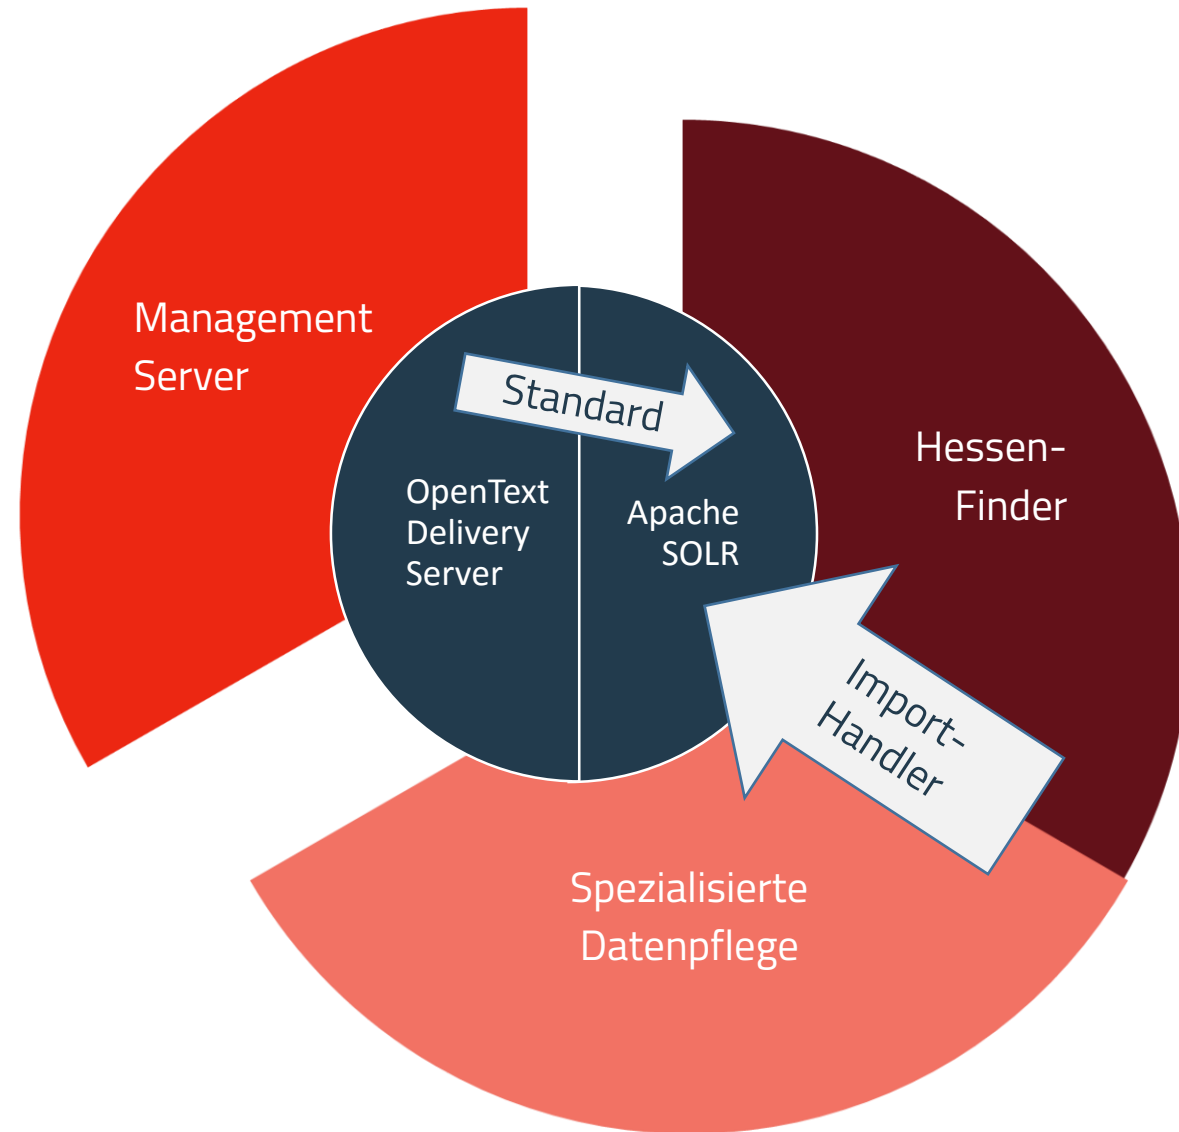 Management
Server
Standard
OpenText
Delivery
Server
Apache
SOLR
Hessen-
Finder
Import-
Handler
Spezialisierte
Datenpflege